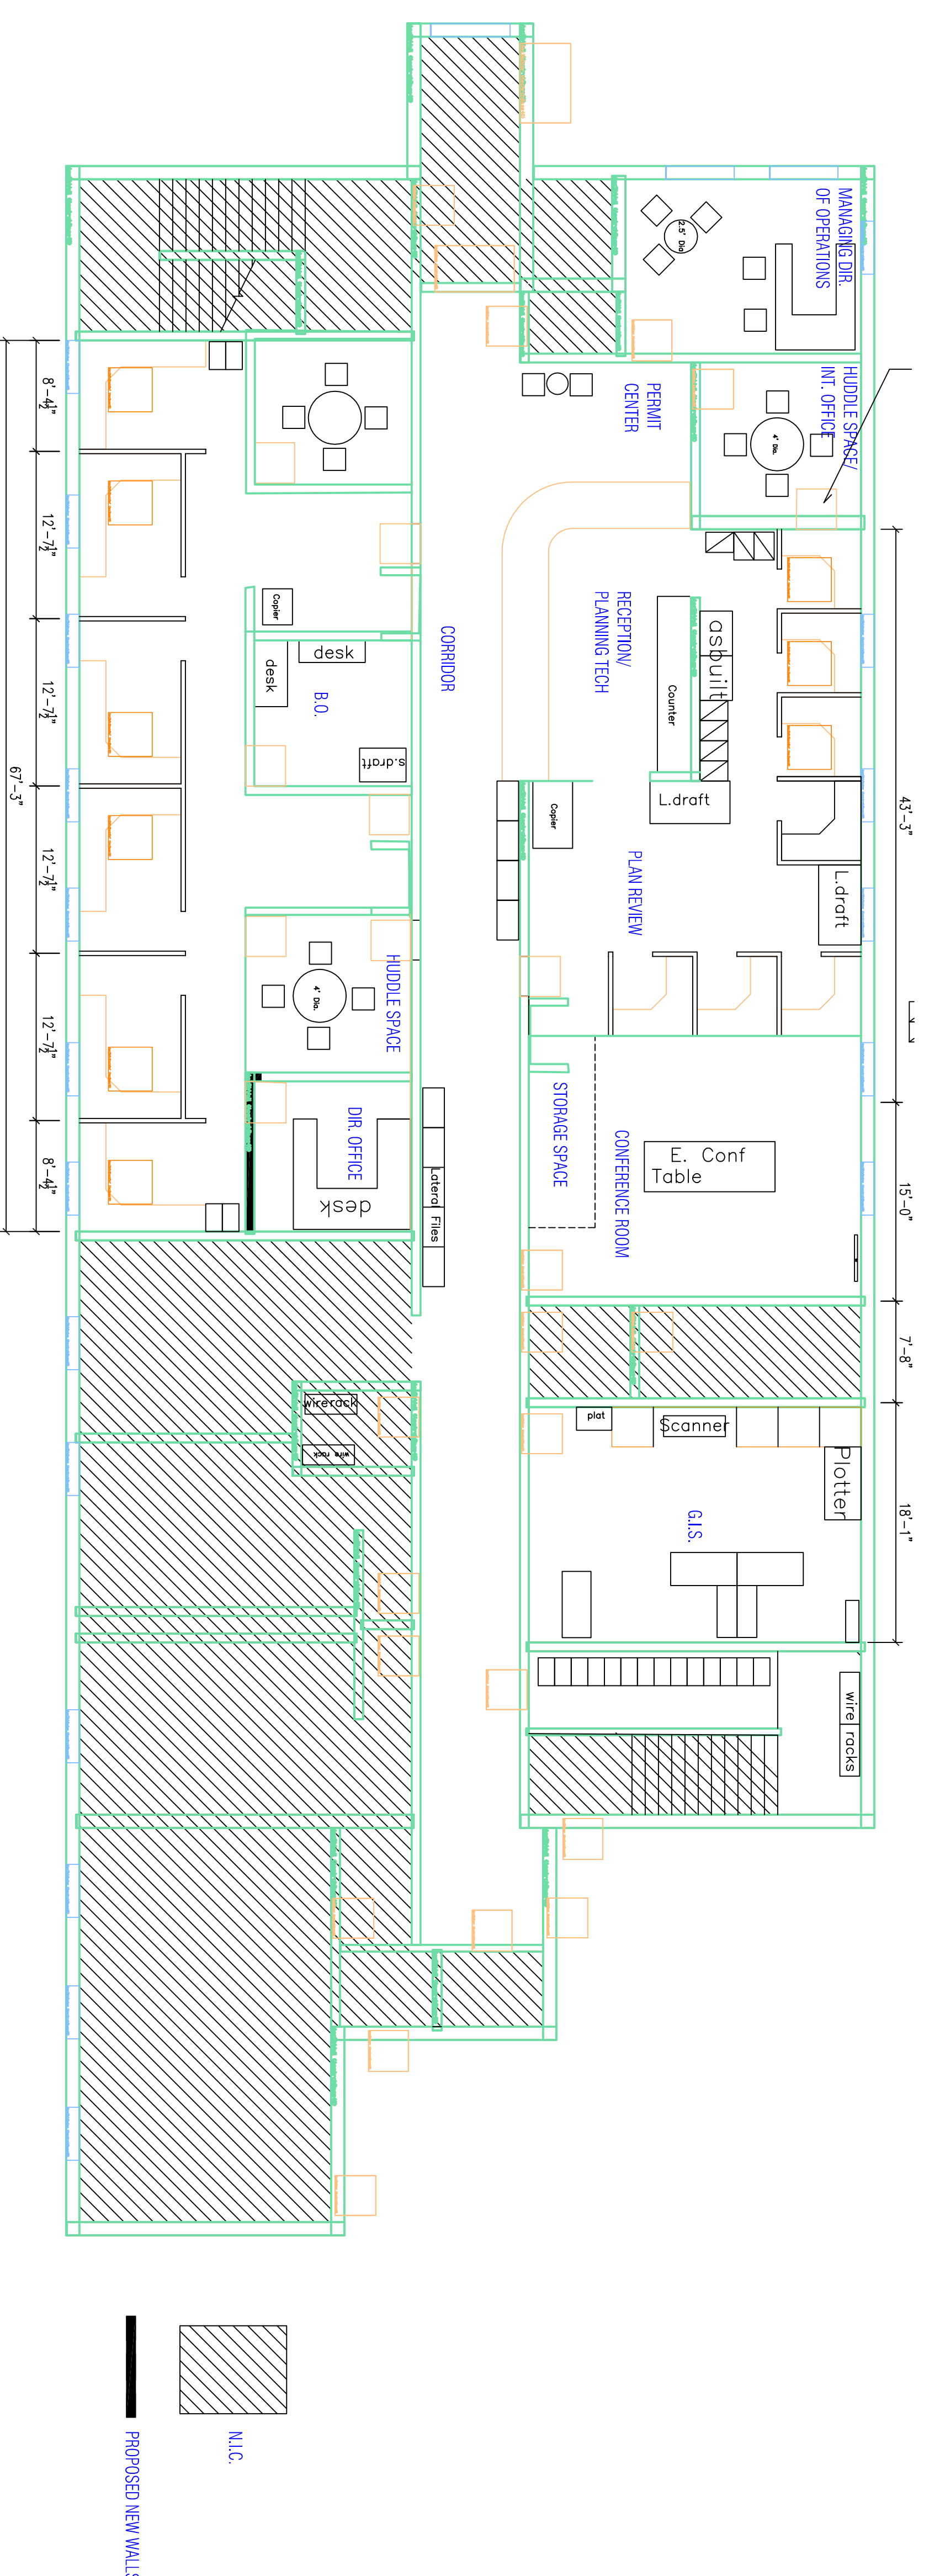 MANAGING DIR.
OF OPERATIONS
2.5' Dia.
HUDDLE SPACE/
INT. OFFICE
4' Dia.
PERMIT
CENTER
RECEPTION/
PLANNING TECH
asbuilt
Counter
Copier
L.draft
L.draft
PLAN REVIEW
43'-3"
CORRIDOR
Copier
desk
desk
B.O.
s.draft
HUDDLE SPACE
4' Dia.
DIR. OFFICE
desk
Lateral Files
STORAGE SPACE
CONFERENCE ROOM
E. Conf
Table
15'-0"
7'-8"
18'-1"
8'-4½"
12'-7½"
12'-7½"
12'-7½"
12'-7½"
8'-4½"
67'-3"
wirerack
wire rack
plat
Scanner
Plotter
G.I.S.
wire racks
N.I.C.
PROPOSED NEW WALLS